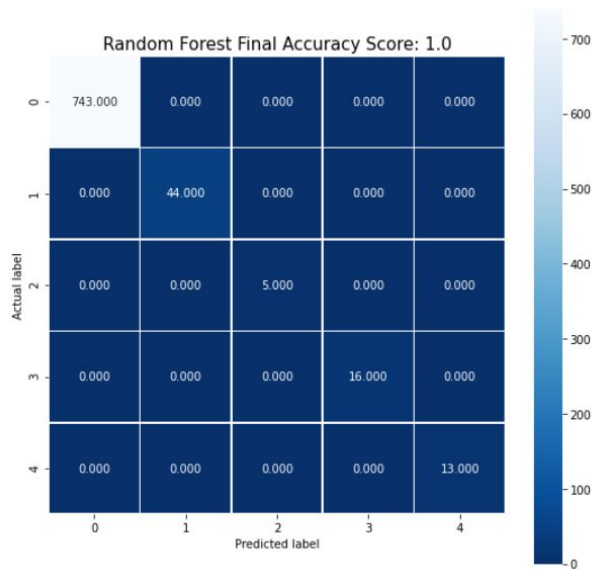 Random Forest Final Accuracy Score: 1.0
0 743.000 0.000 0.000 0.000 0.000
1 0.000 44.000 0.000 0.000 0.000
2 0.000 0.000 5.000 0.000 0.000
3 0.000 0.000 0.000 16.000 0.000
4 0.000 0.000 0.000 0.000 13.000
Actual label
0 1 2 3 4
Predicted label
700
600
500
400
300
200
100
0